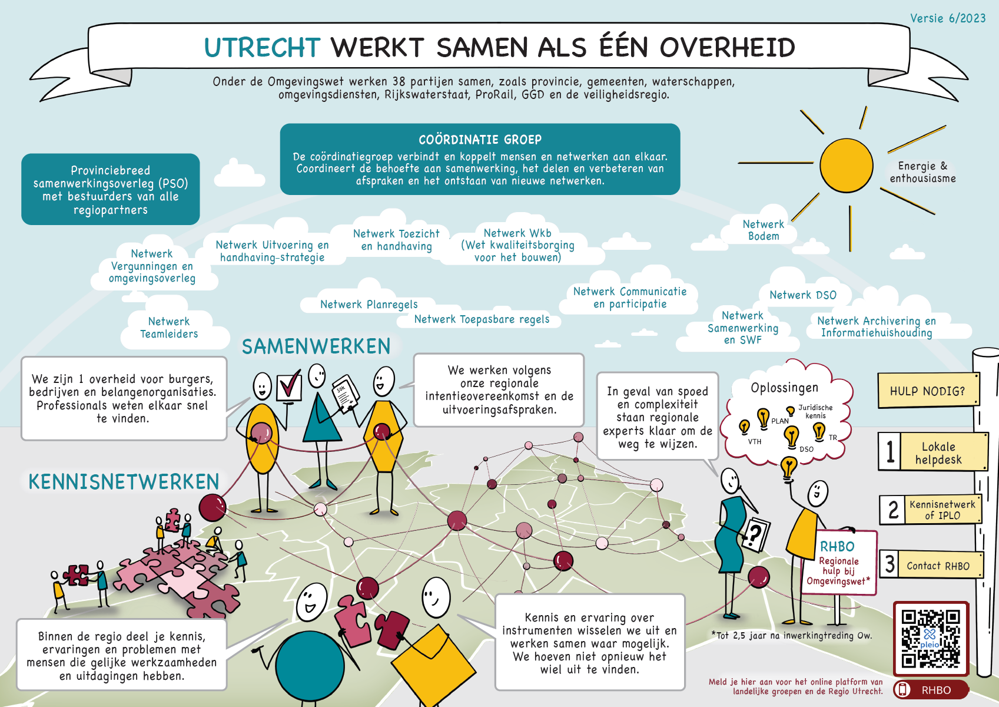 Versie 6/2023
UTRECHT WERKT SAMEN ALS ÉÉN OVERHEID
Onder de Omgevingswet werken 38 partijen samen, zoals provincie, gemeenten, waterschappen,
omgevingsdiensten, Rijkswaterstaat, ProRail, GGD en de veiligheidsregio.
COÖRDINATIE GROEP
De coördinatiegroep verbindt en koppelt mensen en netwerken aan elkaar.
Coordineert de behoefte aan samenwerking, het delen en verbeteren van
afspraken en het ontstaan van nieuwe netwerken.
Provinciebreed
samenwerkingsoverleg (PSO)
met bestuurders van alle
regiopartners
Energie &
enthousiasme
Netwerk
Vergunningen en
omgevingsoverleg
Netwerk Uitvoering en
handhaving-strategie
Netwerk Toezicht
en handhaving
Netwerk Wkb
(Wet kwaliteitsborging
voor het bouwen)
Netwerk
Bodem
Netwerk
Teamleiders
Netwerk Planregels
Netwerk Toepasbare regels
Netwerk Communicatie
en participatie
Netwerk DSO
Netwerk
Samenwerking
en SWF
Netwerk Archivering en
Informatiehuishouding
SAMENWERKEN
We zijn 1 overheid voor burgers,
bedrijven en belangenorganisaties.
Professionals weten elkaar snel
te vinden.
SOK
We werken volgens
onze regionale
intentieovereenkomst en de
uitvoeringsafspraken.
In geval van spoed
en complexiteit
staan regionale
experts klaar om de
weg te wijzen.
Oplossingen
Juridische
kennis
PLAN
VTH
TR
DSO
HULP NODIG?
1 Lokale
helpdesk
2 Kennisnetwerk
of IPLO
3 Contact RHBO
KENNISNETWERKEN
?
RHBO
Regionale
hulp bij
Omgevingswet*
Binnen de regio deel je kennis,
ervaringen en problemen met
mensen die gelijke werkzaamheden
en uitdagingen hebben.
Kennis en ervaring over
instrumenten wisselen we uit en
werken samen waar mogelijk.
We hoeven niet opnieuw het
wiel uit te vinden.
*Tot 2,5 jaar na inwerkingtreding Ow.
pleio
Meld je hier aan voor het online platform van
landelijke groepen en de Regio Utrecht.
RHBO